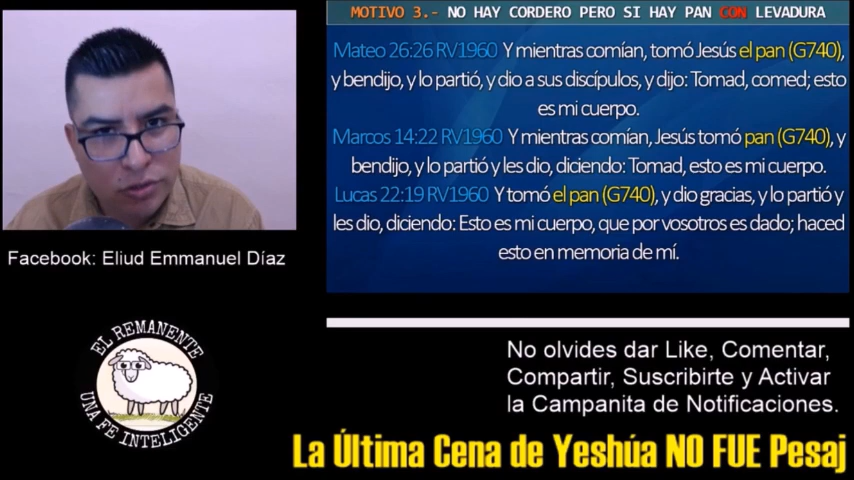 MOTIVO 3.- NO HAY CORDERO PERO SI HAY PAN CON LEVADURA
Mateo 26:26 RV1960 Y mientras comían, tomó Jesús el pan (G740),
y bendijo, y lo partió, y dio a sus discípulos, y dijo: Tomad, comed; esto
es mi cuerpo.
Marcos 14:22 RV1960 Y mientras comían, Jesús tomó pan (G740), y
bendijo, y lo partió y les dio, diciendo: Tomad, esto es mi cuerpo.
Lucas 22:19 RV1960 Y tomó el pan (G740), y dio gracias, y lo partió y
les dio, diciendo: Esto es mi cuerpo, que por vosotros es dado; haced
esto en memoria de mí.
Facebook: Eliud Emmanuel Díaz
EL REMANENTE
UNA FE INTELIGENTE
No olvides dar Like, Comentar,
Compartir, Suscribirte y Activar
la Campanita de Notificaciones.
La Última Cena de Yeshúa NO FUE Pesaj